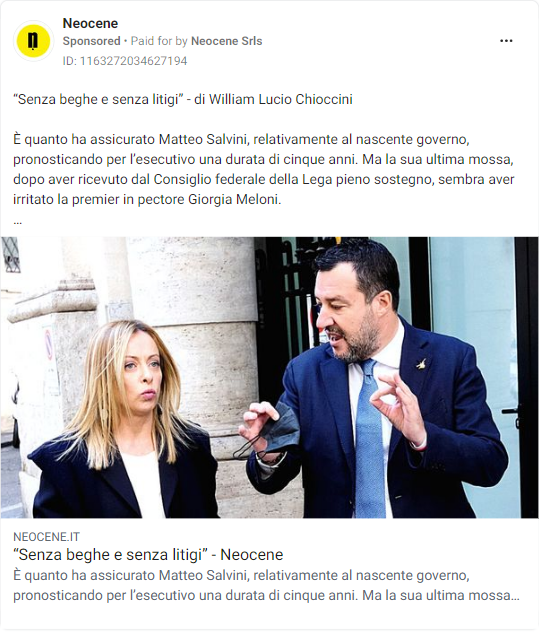 n
Neocene
Sponsored • Paid for by Neocene Srls
ID: 1163272034627194
“Senza beghe e senza litigi” - di William Lucio Chioccini
È quanto ha assicurato Matteo Salvini, relativamente al nascente governo,
pronosticando per l’esecutivo una durata di cinque anni. Ma la sua ultima mossa,
dopo aver ricevuto dal Consiglio federale della Lega pieno sostegno, sembra aver
irritato la premier in pectore Giorgia Meloni.
...
NEOCENE.IT
“Senza beghe e senza litigi” - Neocene
È quanto ha assicurato Matteo Salvini, relativamente al nascente governo,
pronosticando per l’esecutivo una durata di cinque anni. Ma la sua ultima mossa...